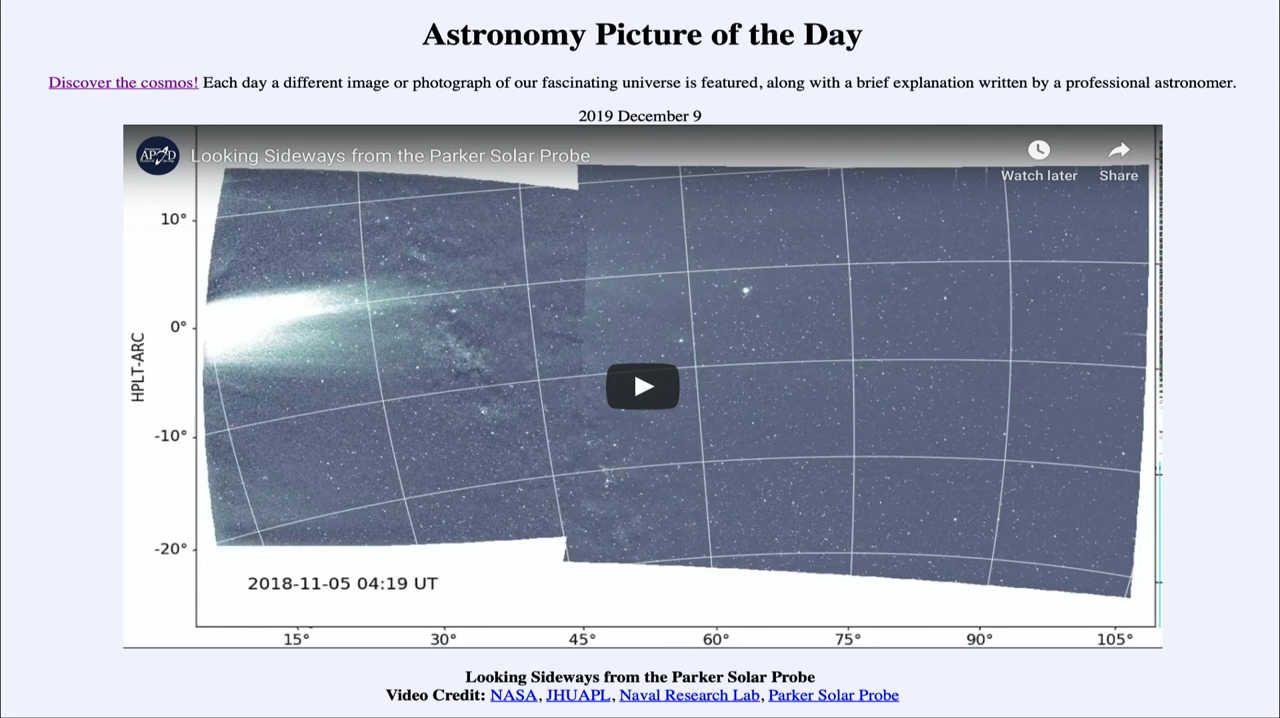 Astronomy Picture of the Day
Discover the cosmos! Each day a different image or photograph of our fascinating universe is featured, along with a brief explanation written by a professional astronomer.
2019 December 9
APOD
Looking Sideways from the Parker Solar Probe
Watch later
Share
10°
0°
-10°
-20°
HPLT-ARC
2018-11-05 04:19 UT
15° 30° 45° 60° 75° 90° 105°
Looking Sideways from the Parker Solar Probe
Video Credit: NASA, JHUAPL, Naval Research Lab, Parker Solar Probe